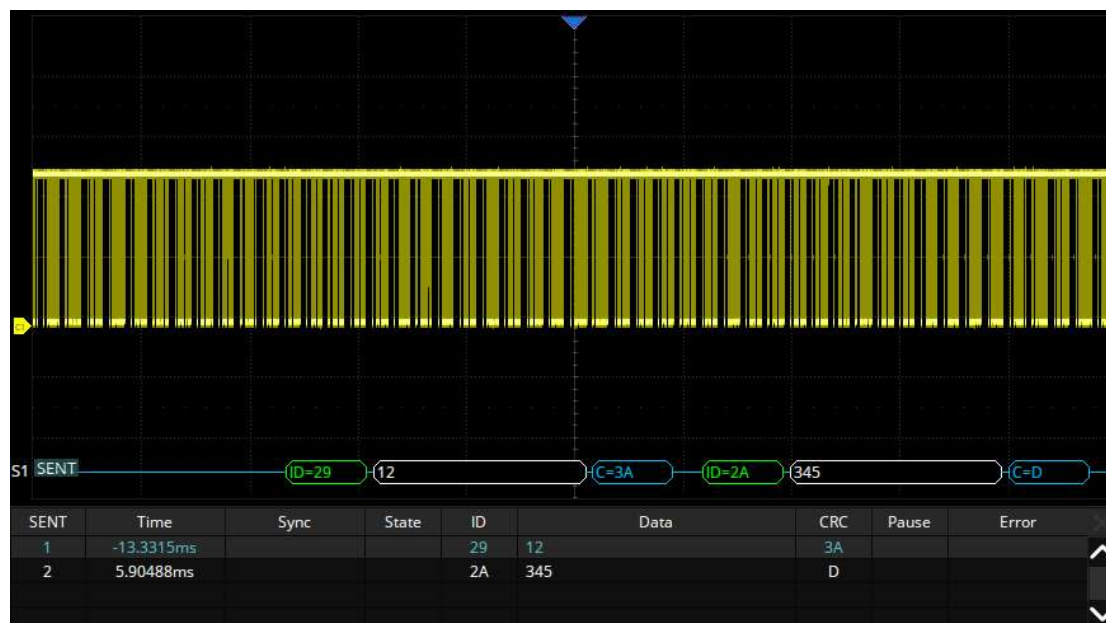 C1
S1 SENT ID=29 12 C=3A ID=2A 345 C=D
SENT Time Sync State ID Data CRC Pause Error
1 -13.3315ms 29 12 3A
2 5.90488ms 2A 345 D